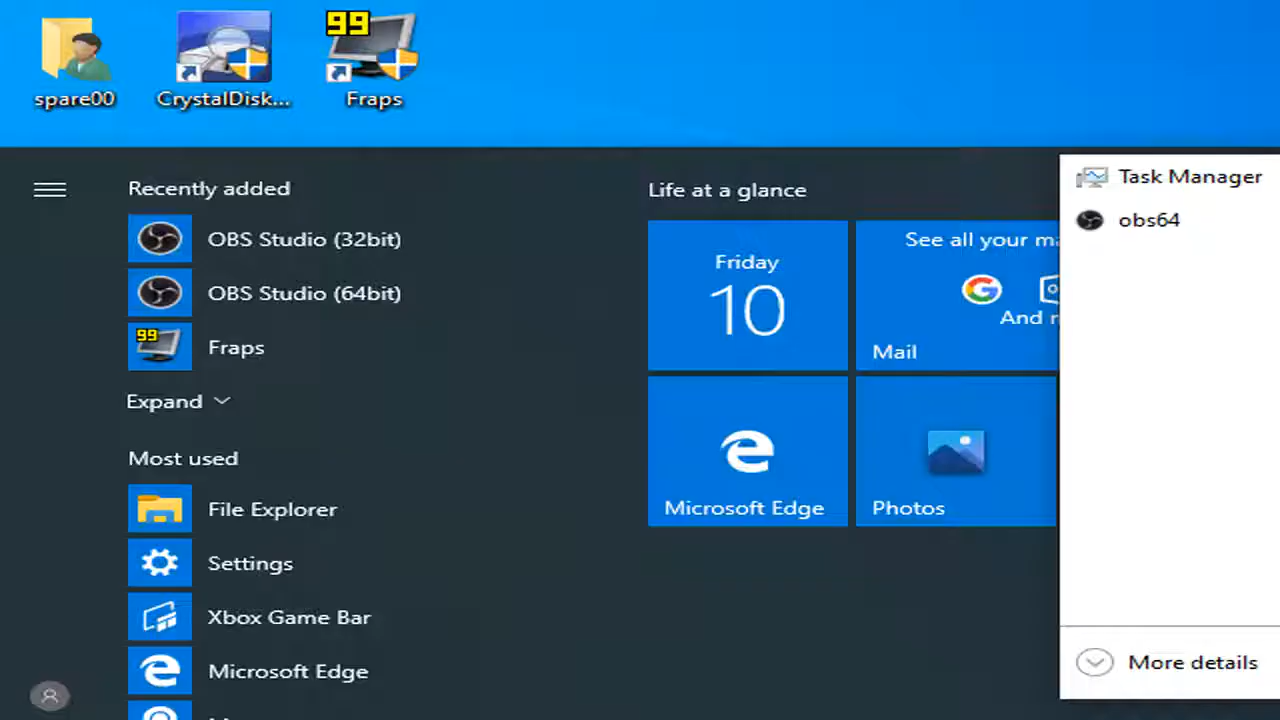 99
spare00
CrystalDisk...
Fraps
Recently added
OBS Studio (32bit)
OBS Studio (64bit)
99
Fraps
Expand
Most used
File Explorer
Settings
Xbox Game Bar
Microsoft Edge
Life at a glance
Friday
10
See all your
And
Mail
Microsoft Edge
Photos
Task Manager
obs64
More details